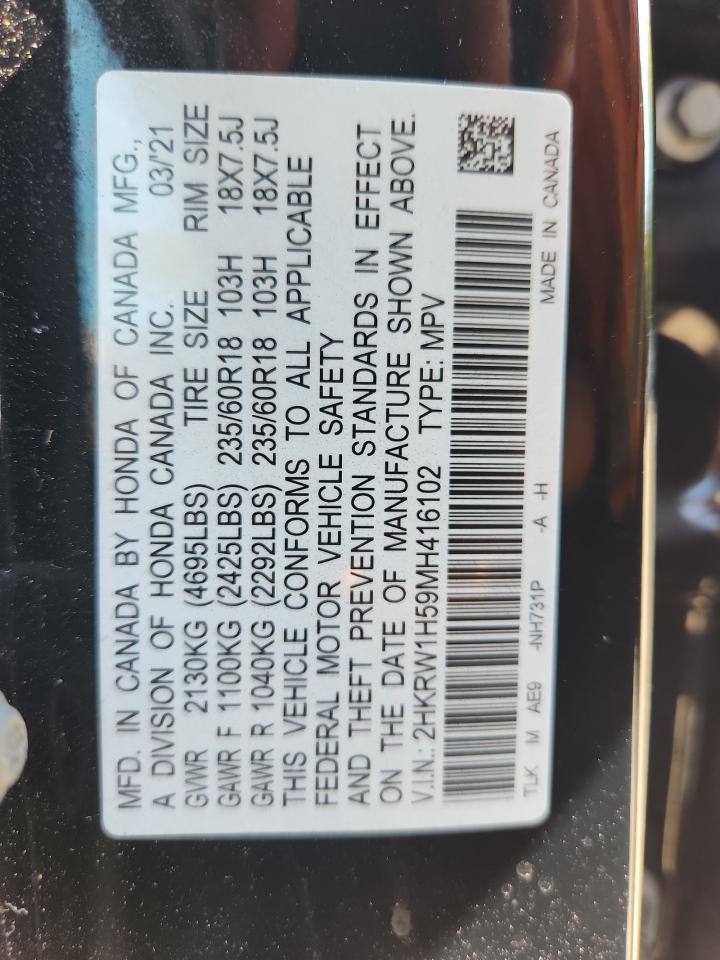 MFD. IN CANADA BY HONDA OF CANADA MFG.,
A DIVISION OF HONDA CANADA INC. 03/'21
GVWR 2130KG (4695LBS) TIRE SIZE RIM SIZE
GAWR F 1100KG (2425LBS) 235/60R18 103H 18X7.5J
GAWR R 1040KG (2292LBS) 235/60R18 103H 18X7.5J
THIS VEHICLE CONFORMS TO ALL APPLICABLE
FEDERAL MOTOR VEHICLE SAFETY
AND THEFT PREVENTION STANDARDS IN EFFECT
ON THE DATE OF MANUFACTURE SHOWN ABOVE.
V.I.N.: 2HKRW1H59MH416102 TYPE: MPV
TLK M AE9 -NH731P -A -H MADE IN CANADA